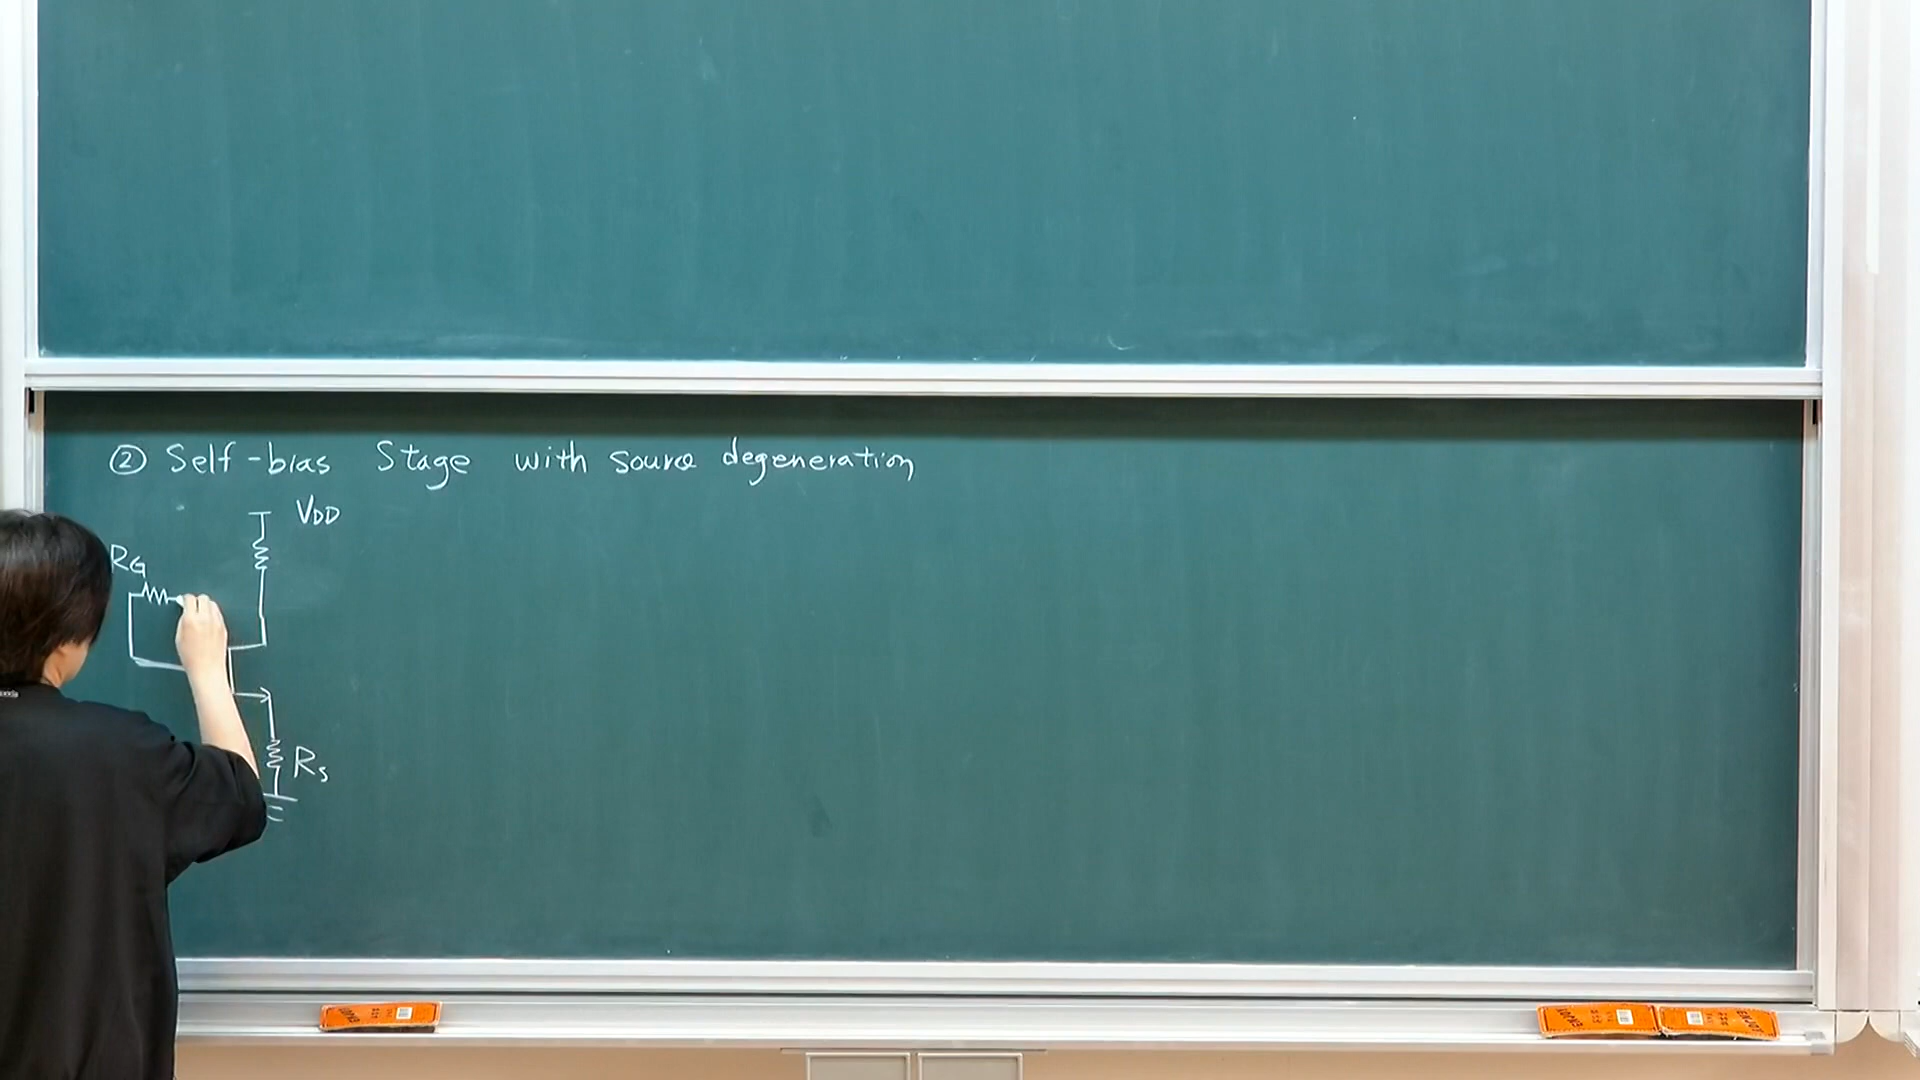 ② Self-bias Stage with source degeneration
VDD
RG
Rs